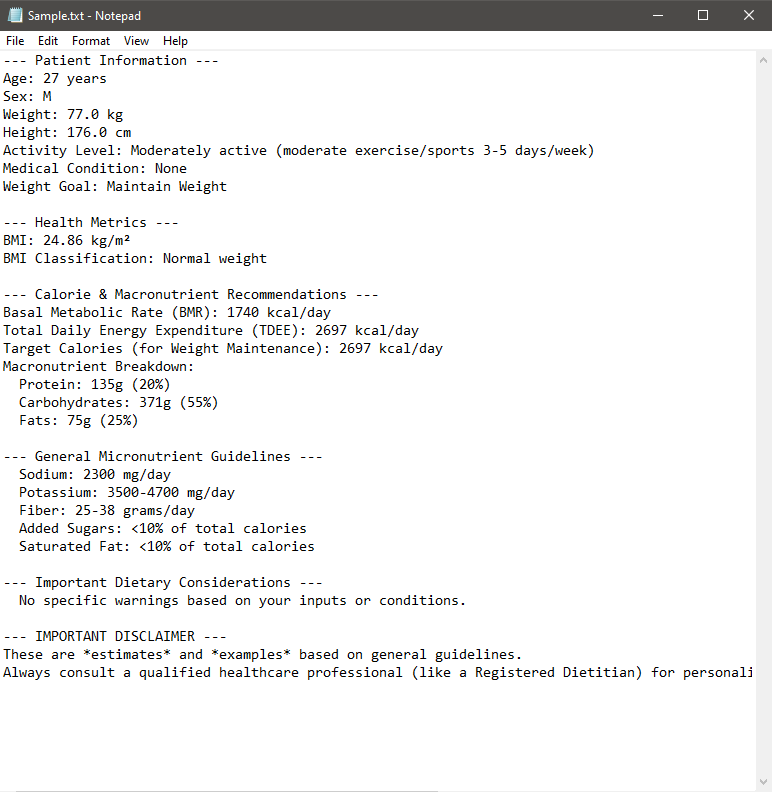 Sample.txt - Notepad
File Edit Format View Help
--- Patient Information ---
Age: 27 years
Sex: M
Weight: 77.0 kg
Height: 176.0 cm
Activity Level: Moderately active (moderate exercise/sports 3-5 days/week)
Medical Condition: None
Weight Goal: Maintain Weight
--- Health Metrics ---
BMI: 24.86 kg/m²
BMI Classification: Normal weight
--- Calorie & Macronutrient Recommendations ---
Basal Metabolic Rate (BMR): 1740 kcal/day
Total Daily Energy Expenditure (TDEE): 2697 kcal/day
Target Calories (for Weight Maintenance): 2697 kcal/day
Macronutrient Breakdown:
  Protein: 135g (20%)
  Carbohydrates: 371g (55%)
  Fats: 75g (25%)
--- General Micronutrient Guidelines ---
  Sodium: 2300 mg/day
  Potassium: 3500-4700 mg/day
  Fiber: 25-38 grams/day
  Added Sugars: <10% of total calories
  Saturated Fat: <10% of total calories
--- Important Dietary Considerations ---
  No specific warnings based on your inputs or conditions.
--- IMPORTANT DISCLAIMER ---
These are *estimates* and *examples* based on general guidelines.
Always consult a qualified healthcare professional (like a Registered Dietitian) for personali